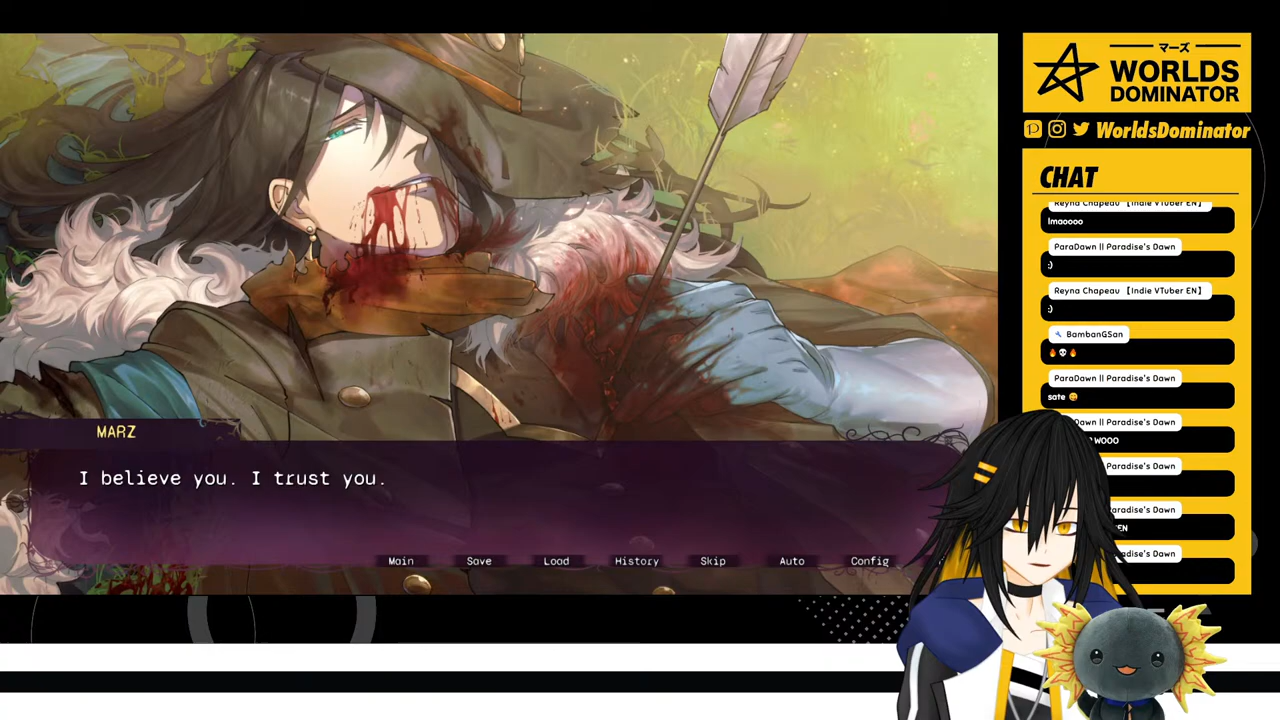 MARZ
I believe you. I trust you.
Main
Save
Load
History
Skip
Auto
Config
マーズ
WORLDS
DOMINATOR
WorldsDominator
CHAT
Reyna Chapeau 【Indie VTuber EN】
lmaoooo
ParaDawn || Paradise's Dawn
:)
Reyna Chapeau 【Indie VTuber EN】
:)
BambanGSan
🔥💀🔥
ParaDawn || Paradise's Dawn
sate 😋
Dawn || Paradise's Dawn
WOOO
Paradise's Dawn
Paradise's Dawn
EN